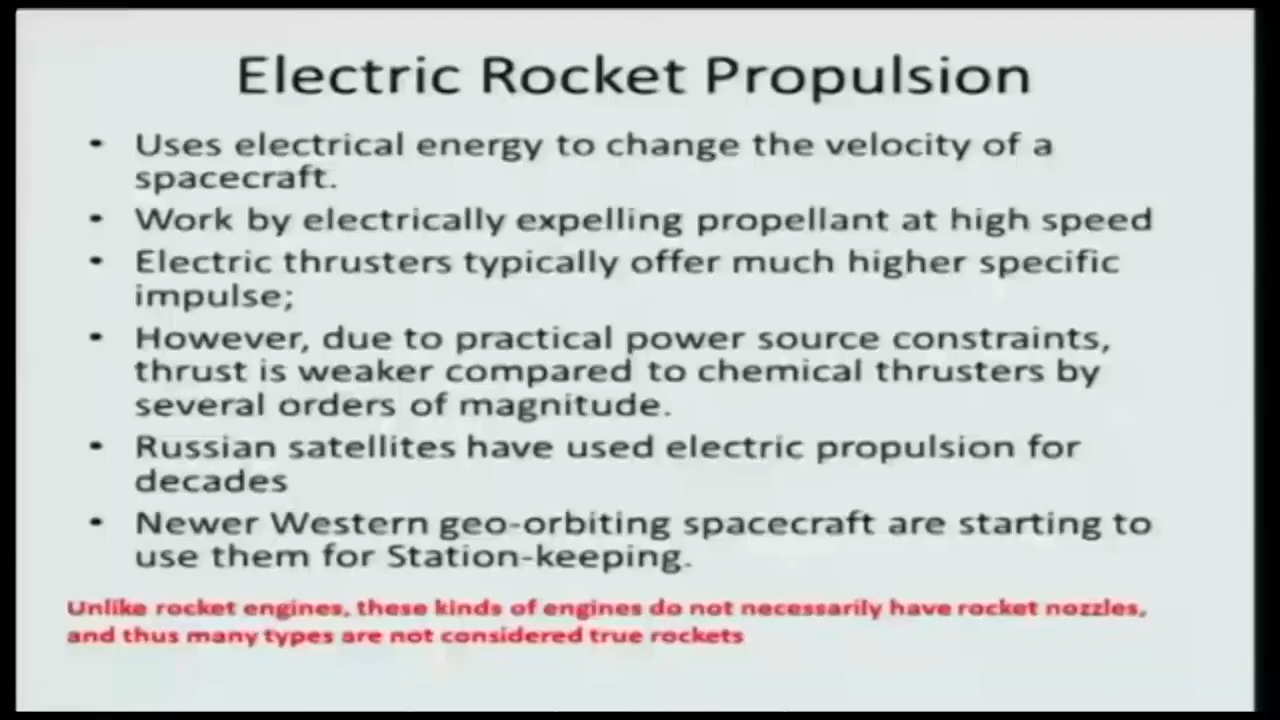 Electric Rocket Propulsion
• Uses electrical energy to change the velocity of a
spacecraft.
• Work by electrically expelling propellant at high speed
• Electric thrusters typically offer much higher specific
impulse;
• However, due to practical power source constraints,
thrust is weaker compared to chemical thrusters by
several orders of magnitude.
• Russian satellites have used electric propulsion for
decades
• Newer Western geo-orbiting spacecraft are starting to
use them for Station-keeping.
Unlike rocket engines, these kinds of engines do not necessarily have rocket nozzles,
and thus many types are not considered true rockets